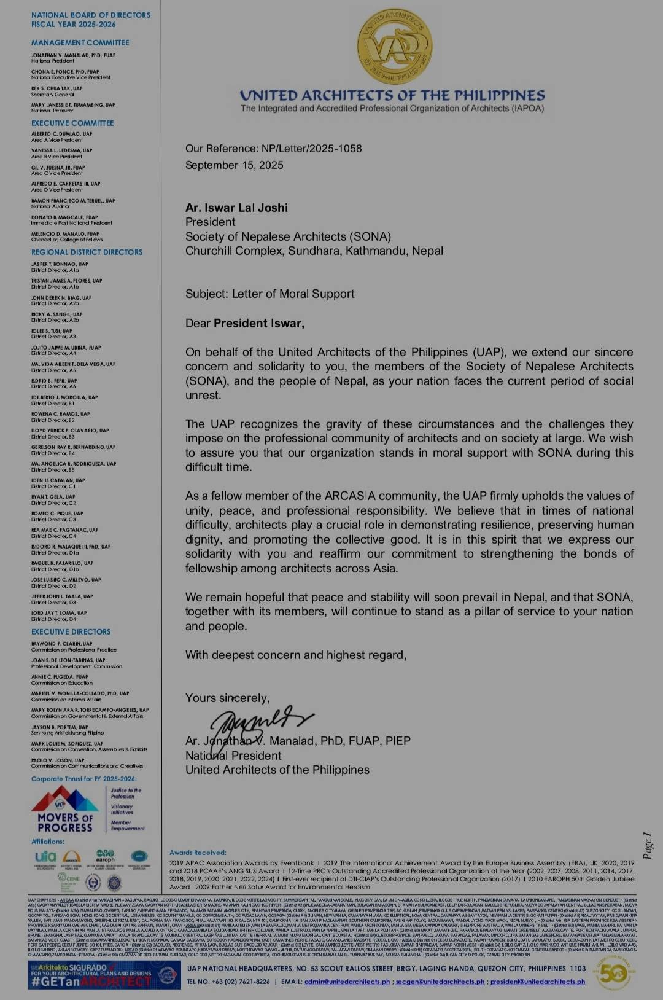 NATIONAL BOARD OF DIRECTORS
FISCAL YEAR 2025-2026
MANAGEMENT COMMITTEE
JONATHAN V. MANALAD, PhD, FUAP
National President
CHONA E. PONCE, PhD, FUAP
National Executive Vice President
REX S. CHUA TAK, UAP
Secretary General
MARY JANESSIE T. TUMAMBING, UAP
National Treasurer
EXECUTIVE COMMITTEE
ALBERTO C. DUMLAO, UAP
Area A Vice President
VANESSA L. LEDESMA, UAP
Area B Vice President
GIL V. JUESNA JR, FUAP
Area C Vice President
ALFREDO E. CARRETAS III, UAP
Area D Vice President
RAMON FRANCISCO M. TERUEL, UAP
National Auditor
DONATO B. MAGCALE, FUAP
Immediate Past National President
MELENCIO D. MANALO, FUAP
Chancellor, College of Fellows
REGIONAL DISTRICT DIRECTORS
JASPER T. BONNAO, UAP
District Director, A1a
TRISTAN JAMES A. FLORES, UAP
District Director, A1b
JOHN DEREK N. BIAG, UAP
District Director, A2a
RICKY A. SANGIL, UAP
District Director, A2b
EDLEE S. TUSI, UAP
District Director, A3
JOJITO JAIME M. UBINA, FUAP
District Director, A4
MA. VIDA AILEEN T. DELA VEGA, UAP
District Director, A5
ELDRID B. REFIL, UAP
District Director, A6
EDILBERTO J. MORCILLA, UAP
District Director, B1
ROWENA C. RAMOS, UAP
District Director, B2
LLOYD YURICK P. OLAVARIO, UAP
District Director, B3
GERELSON RAY R. BERNARDINO, UAP
District Director, B4
MA. ANGELICA R. RODRIGUEZA, UAP
District Director, B5
EDEN U. CATALAN, UAP
District Director, C1
RYAN T. GELA, UAP
District Director, C2
ROMEO C. PIQUE, UAP
District Director, C3
REA MAE C. FAGTANAC, UAP
District Director, C4
ISIDORO R. MALAQUE III, PhD, UAP
District Director, D1a
RAQUEL B. PAJARILLO, UAP
District Director, D1b
JOSE LUISITO C. MILLEVO, UAP
District Director, D2
JIFFER JOHN L. TAALA, UAP
District Director, D3
LORD JAY T. LOMA, UAP
District Director, D4
EXECUTIVE DIRECTORS
RAYMOND P. CLARIN, UAP
Commission on Professional Practice
JOAN S. DE LEON-TABINAS, UAP
Professional Development Commission
ANNIE C. PUGEDA, FUAP
Commission on Education
MARIBEL V. MONILLA-COLLADO, PhD, UAP
Commission on Internal Affairs
MARY ROLYN ARA R. TORRECAMPO-ANGELES, UAP
Commission on Governmental & External Affairs
JAYSON B. PORTEM, UAP
Sentro ng Arkitekturang Filipino
MARK LOUIE M. SORIQUEZ, UAP
Commission on Convention, Assemblies & Exhibits
PAOLO V. JOSON, UAP
Commission on Communications and Creatives
Corporate Thrust for FY 2025-2026:
MOVERS OF
PROGRESS
Justice to the
Profession
Visionary
Initiatives
Member
Empowerment
Affiliations:
uia
earoph
CBNE
UNITED ARCHITECTS
UAP
OF THE PHILIPPINES - 1975
UNITED ARCHITECTS OF THE PHILIPPINES
The Integrated and Accredited Professional Organization of Architects (IAPOA)
Our Reference: NP/Letter/2025-1058
September 15, 2025
Ar. Iswar Lal Joshi
President
Society of Nepalese Architects (SONA)
Churchill Complex, Sundhara, Kathmandu, Nepal
Subject: Letter of Moral Support
Dear President Iswar,
On behalf of the United Architects of the Philippines (UAP), we extend our sincere
concern and solidarity to you, the members of the Society of Nepalese Architects
(SONA), and the people of Nepal, as your nation faces the current period of social
unrest.
The UAP recognizes the gravity of these circumstances and the challenges they
impose on the professional community of architects and on society at large. We wish
to assure you that our organization stands in moral support with SONA during this
difficult time.
As a fellow member of the ARCASIA community, the UAP firmly upholds the values of
unity, peace, and professional responsibility. We believe that in times of national
difficulty, architects play a crucial role in demonstrating resilience, preserving human
dignity, and promoting the collective good. It is in this spirit that we express our
solidarity with you and reaffirm our commitment to strengthening the bonds of
fellowship among architects across Asia.
We remain hopeful that peace and stability will soon prevail in Nepal, and that SONA,
together with its members, will continue to stand as a pillar of service to your nation
and people.
With deepest concern and highest regard,
Yours sincerely,
Ar. Jonathan V. Manalad, PhD, FUAP, PIEP
National President
United Architects of the Philippines
Page 1
Awards Received:
2019 APAC Association Awards by Eventbank I 2019 The International Achievement Award by the Europe Business Assembly (EBA), UK 2020, 2019
and 2018 PCAAE's ANG SUSI Award I 12-Time PRC's Outstanding Accredited Professional Organization of the Year (2002, 2007, 2008, 2011, 2014, 2017,
2018, 2019, 2020, 2021, 2022, 2024) I First-ever recipient of DTI-CIAP's Outstanding Professional Organizations (2017) I 2010 EAROPH 50th Golden Jubilee
Award 2009 Father Neri Satur Award for Environmental Heroism
#ArkitektoSIGURADO
FOR YOUR ARCHITECTURAL PLANS AND DESIGNS
#GETanARCHITECT
UAP NATIONAL HEADQUARTERS, NO. 53 SCOUT RALLOS STREET, BRGY. LAGING HANDA, QUEZON CITY, PHILIPPINES 1103
TEL NO. +63 (02) 7621-8226 | EMAIL: admin@unitedarchitects.ph ; secgen@unitedarchitects.ph ; president@unitedarchitects.ph
50